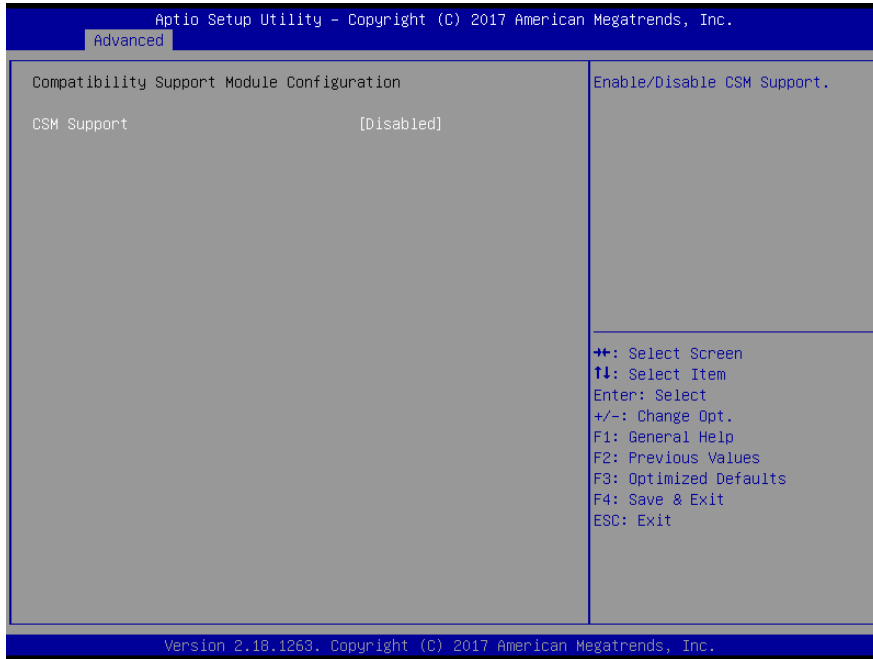 Aptio Setup Utility – Copyright (C) 2017 American Megatrends, Inc.
Advanced
Compatibility Support Module Configuration
CSM Support [Disabled]
Enable/Disable CSM Support.
→←: Select Screen
↑↓: Select Item
Enter: Select
+/-: Change Opt.
F1: General Help
F2: Previous Values
F3: Optimized Defaults
F4: Save & Exit
ESC: Exit
Version 2.18.1263. Copyright (C) 2017 American Megatrends, Inc.